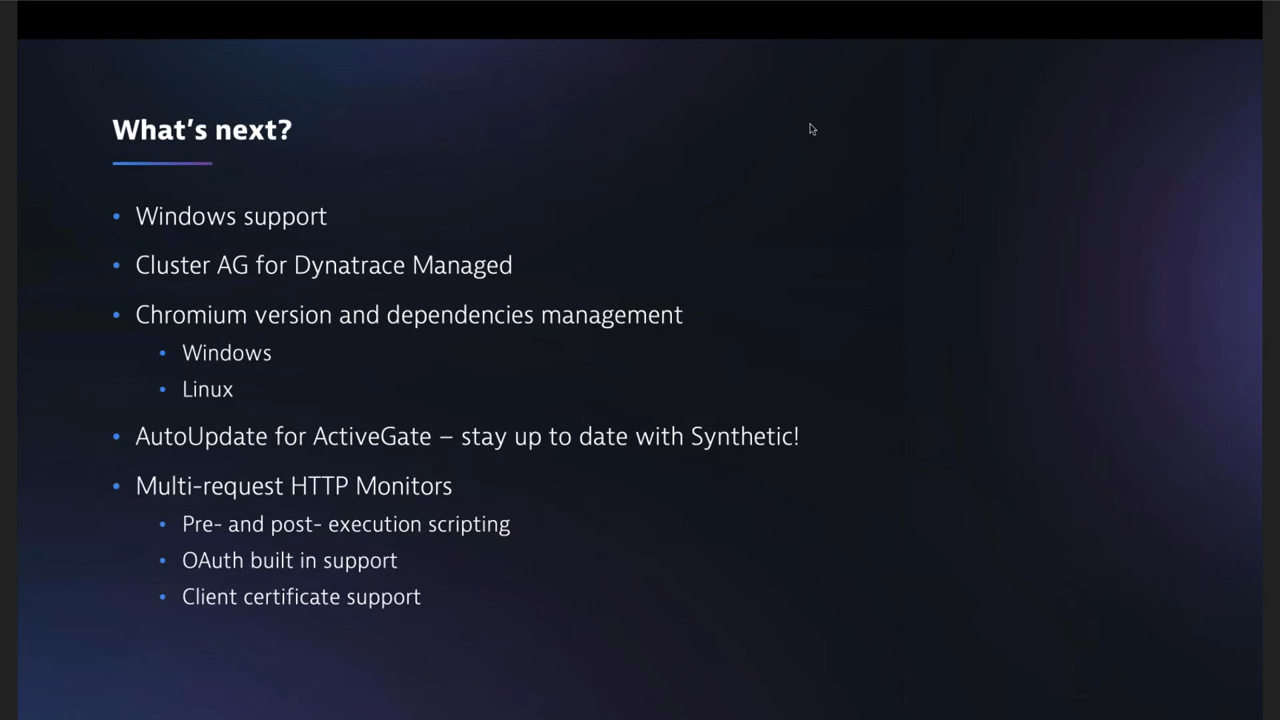 What's next?
• Windows support
• Cluster AG for Dynatrace Managed
• Chromium version and dependencies management
• Windows
• Linux
• AutoUpdate for ActiveGate – stay up to date with Synthetic!
• Multi-request HTTP Monitors
• Pre- and post- execution scripting
• OAuth built in support
• Client certificate support